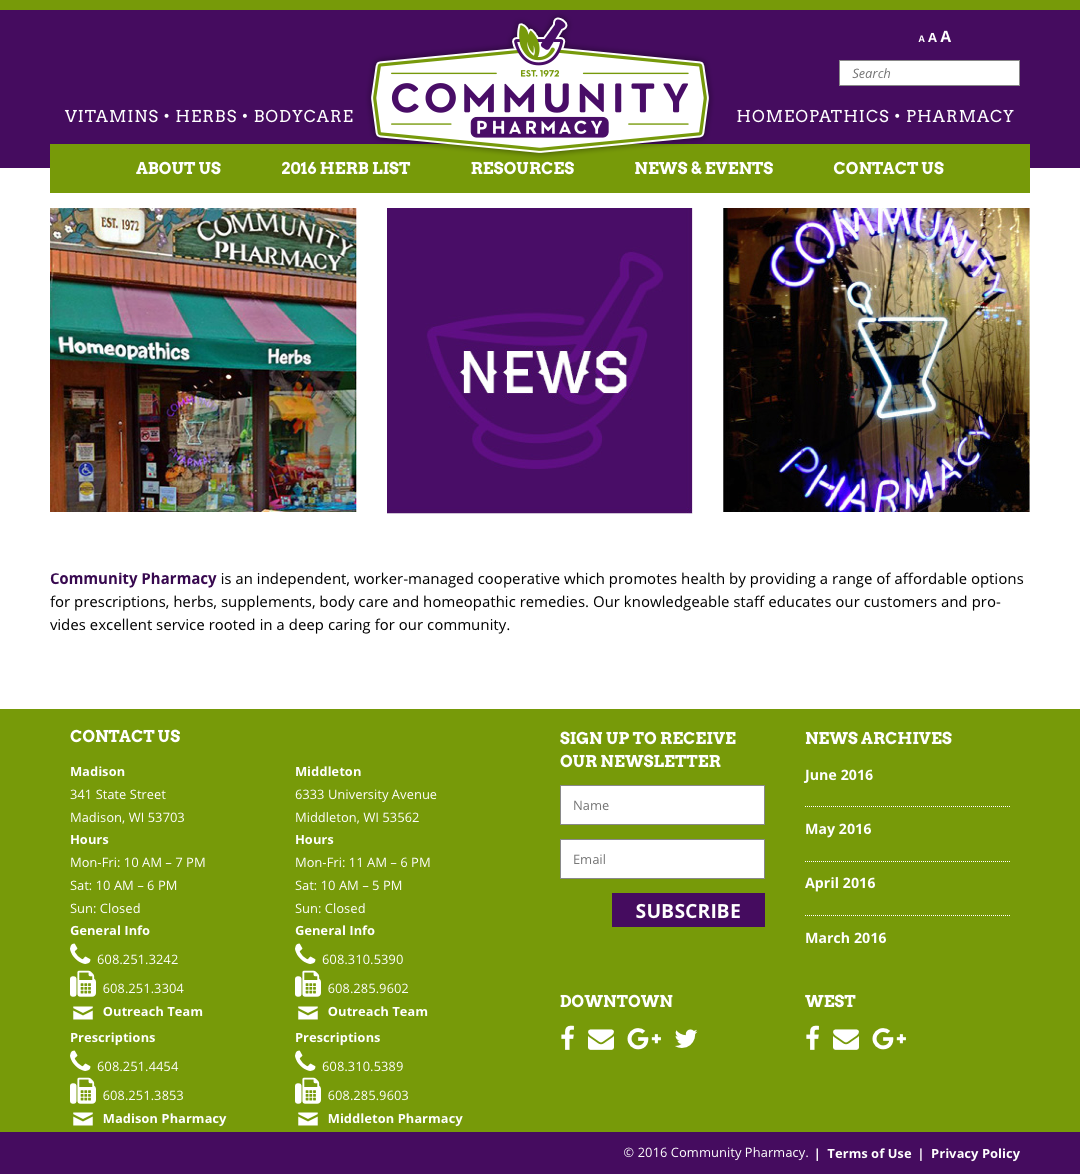 A A A
Search
EST. 1972
COMMUNITY
PHARMACY
VITAMINS • HERBS • BODYCARE
HOMEOPATHICS • PHARMACY
ABOUT US 2016 HERB LIST RESOURCES NEWS & EVENTS CONTACT US
EST. 1972
COMMUNITY
PHARMACY
Homeopathics Herbs
COMMUNITY
PHARMACY
NEWS
COMMUNITY
PHARMACY
Community Pharmacy is an independent, worker-managed cooperative which promotes health by providing a range of affordable options
for prescriptions, herbs, supplements, body care and homeopathic remedies. Our knowledgeable staff educates our customers and pro-
vides excellent service rooted in a deep caring for our community.
CONTACT US
Madison
341 State Street
Madison, WI 53703
Hours
Mon-Fri: 10 AM – 7 PM
Sat: 10 AM – 6 PM
Sun: Closed
General Info
608.251.3242
608.251.3304
Outreach Team
Prescriptions
608.251.4454
608.251.3853
Madison Pharmacy
Middleton
6333 University Avenue
Middleton, WI 53562
Hours
Mon-Fri: 11 AM – 6 PM
Sat: 10 AM – 5 PM
Sun: Closed
General Info
608.310.5390
608.285.9602
Outreach Team
Prescriptions
608.310.5389
608.285.9603
Middleton Pharmacy
SIGN UP TO RECEIVE
OUR NEWSLETTER
Name
Email
SUBSCRIBE
NEWS ARCHIVES
June 2016
May 2016
April 2016
March 2016
DOWNTOWN
WEST
© 2016 Community Pharmacy. | Terms of Use | Privacy Policy